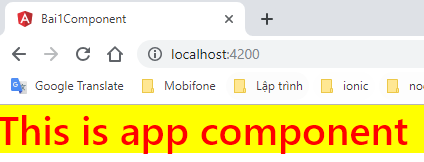 Bai1Component
localhost:4200
Google Translate Mobifone Lập trình ionic
This is app component